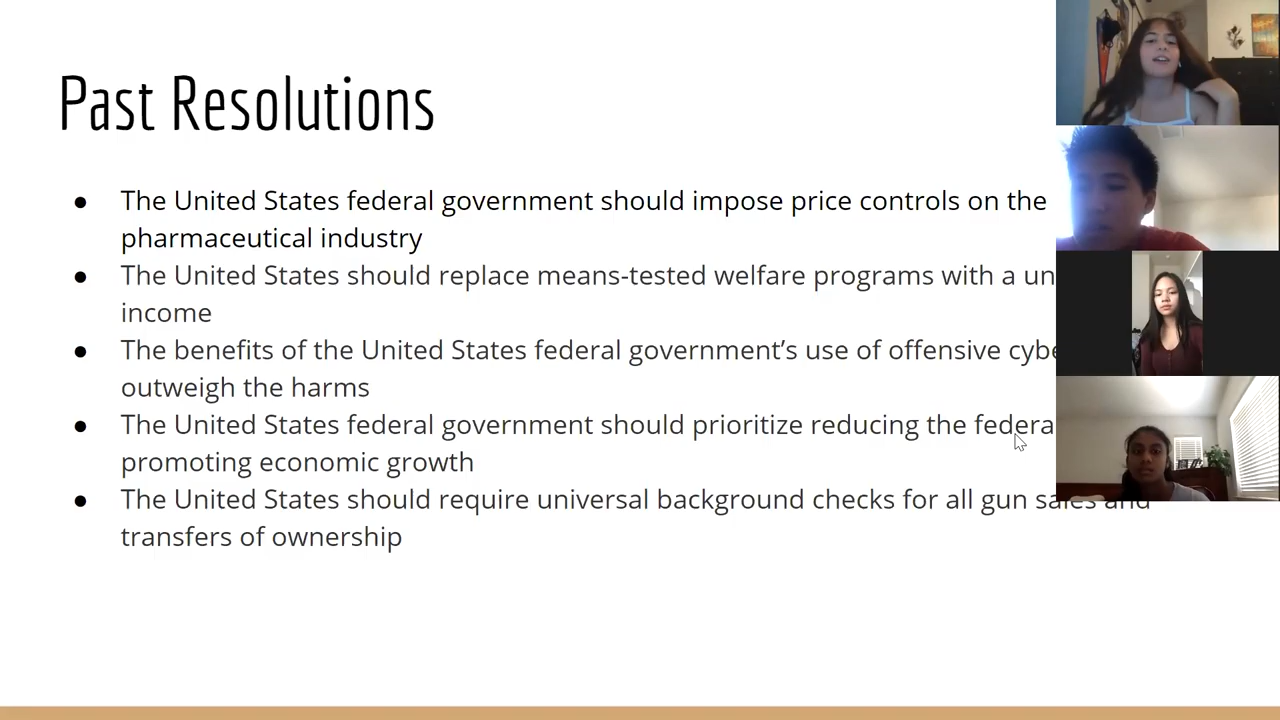 Past Resolutions
● The United States federal government should impose price controls on the
pharmaceutical industry
● The United States should replace means-tested welfare programs with a
income
● The benefits of the United States federal government’s use of offensive
outweigh the harms
● The United States federal government should prioritize reducing the
promoting economic growth
● The United States should require universal background checks for all gun sales and
transfers of ownership